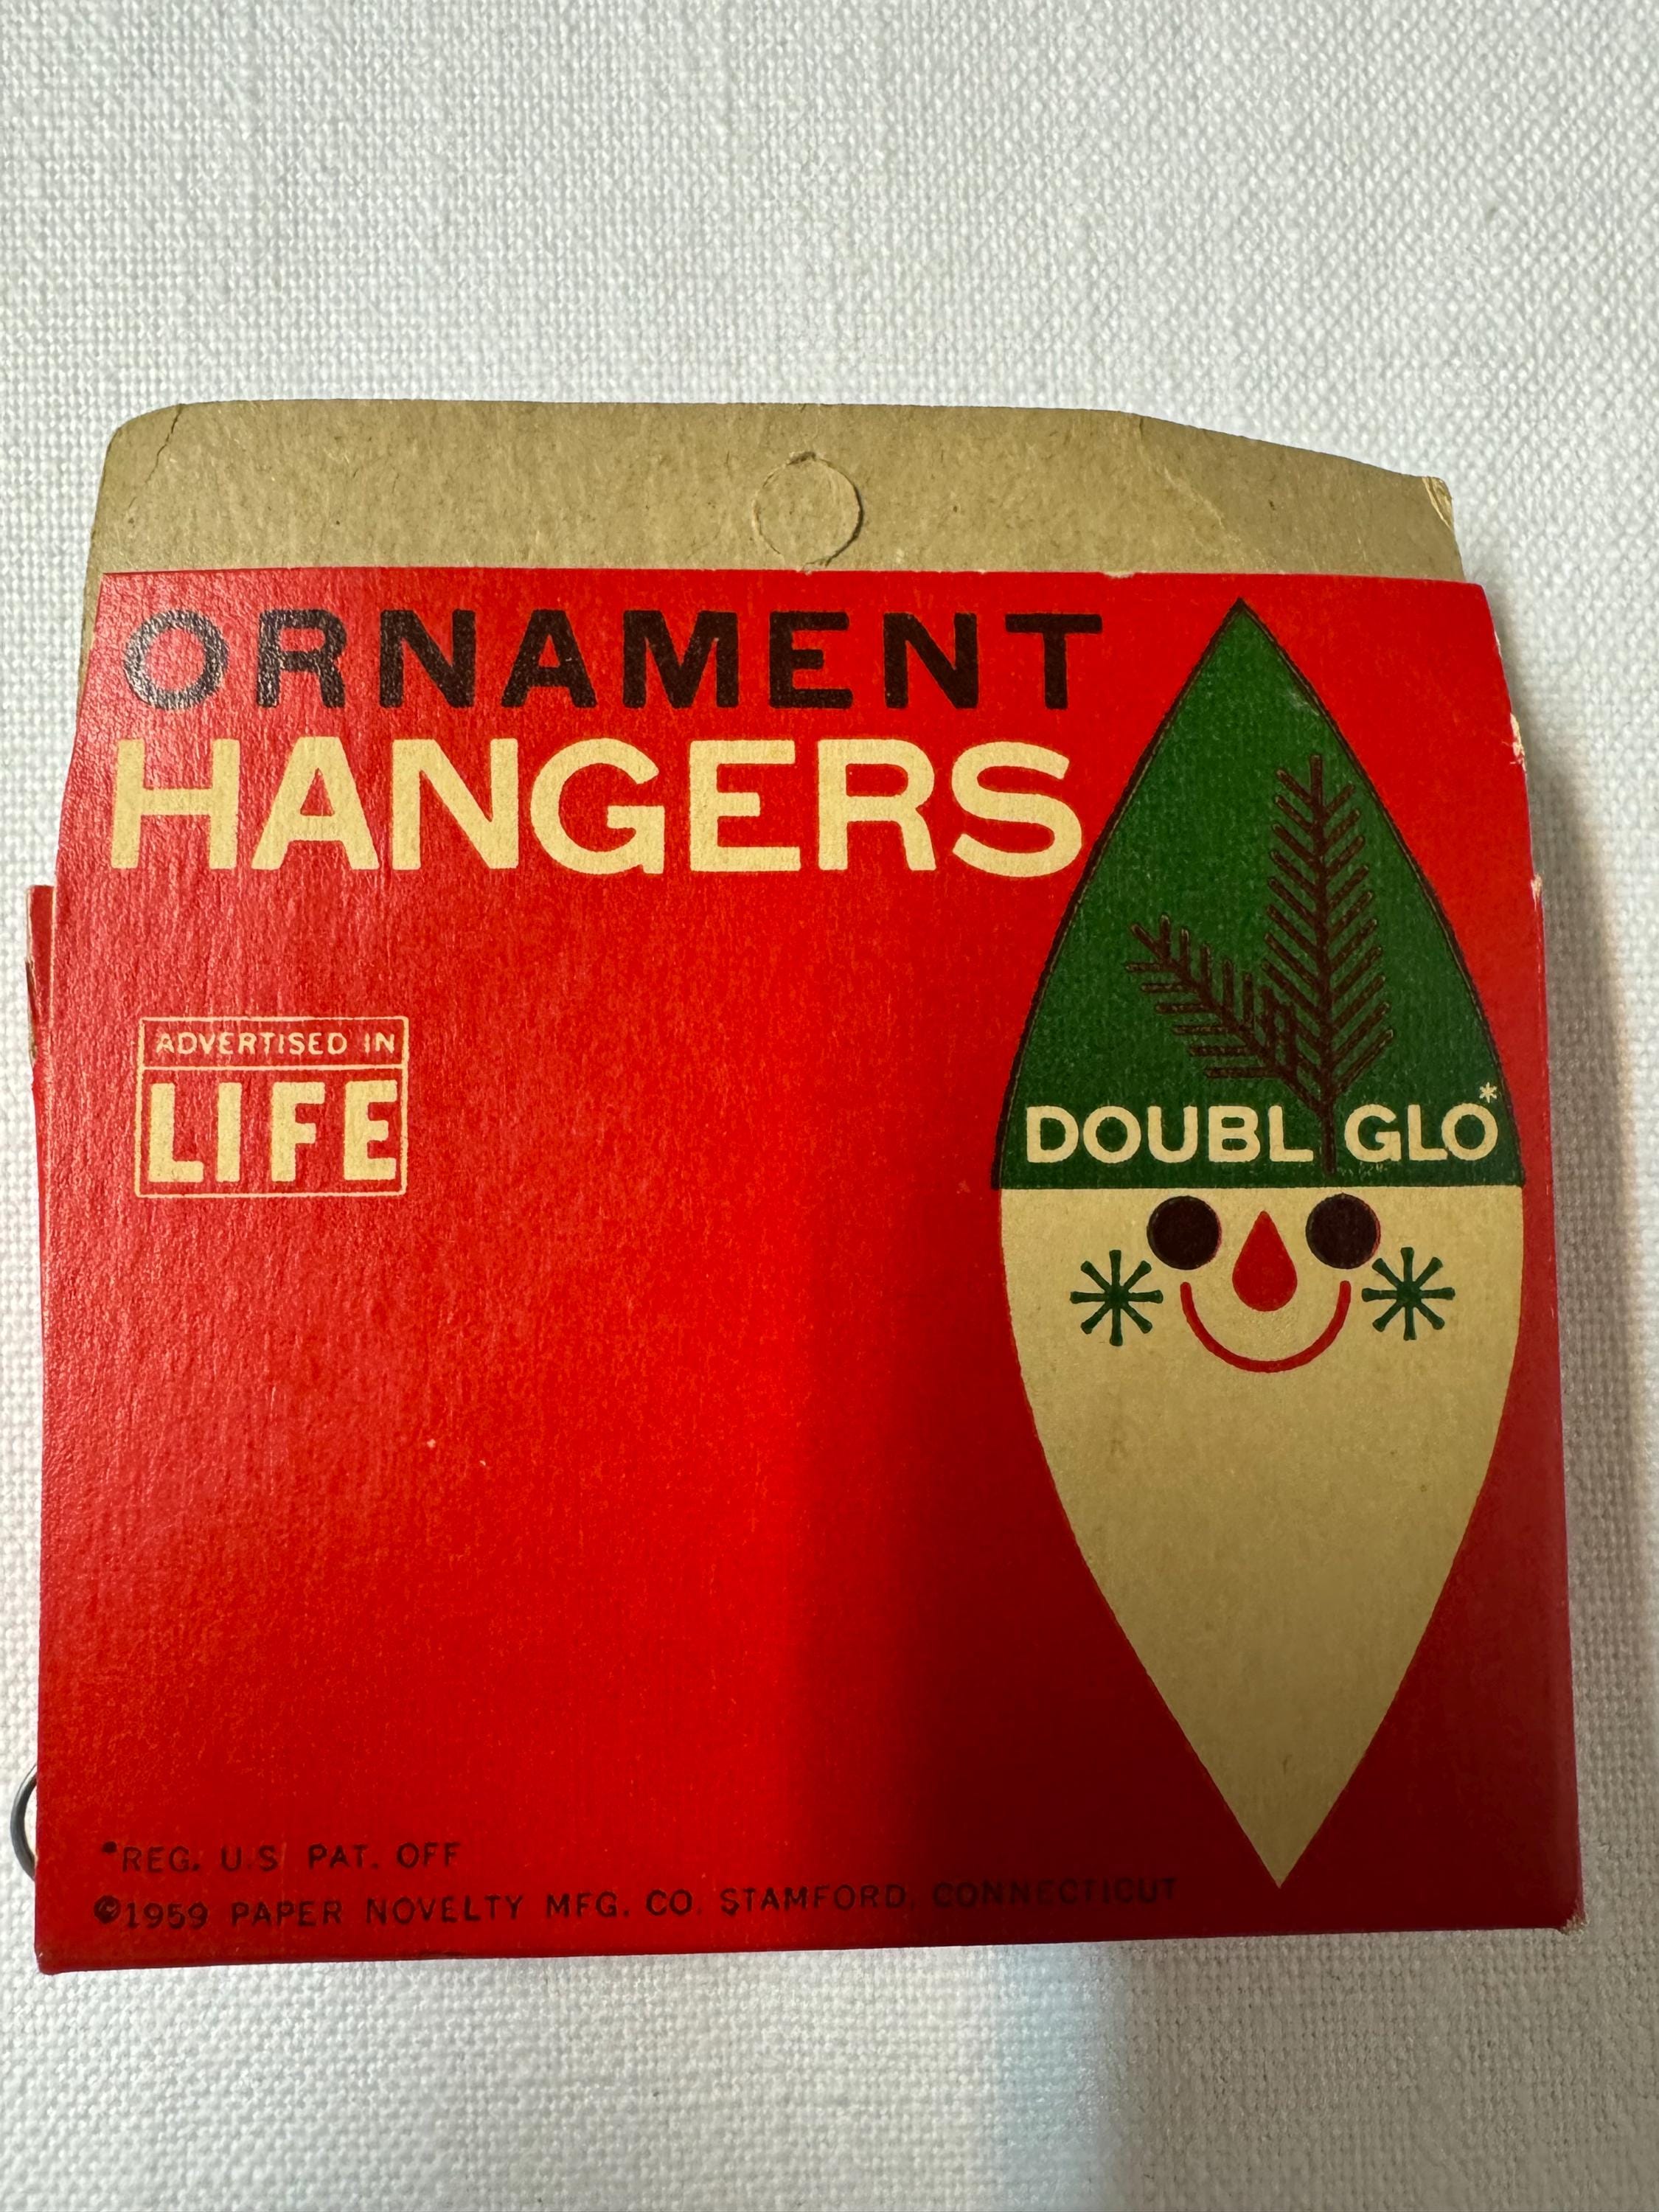 ORNAMENT
HANGERS
ADVERTISED IN
LIFE
DOUBL GLO*
*REG. U.S. PAT. OFF
©1959 PAPER NOVELTY MFG. CO. STAMFORD, CONNECTICUT